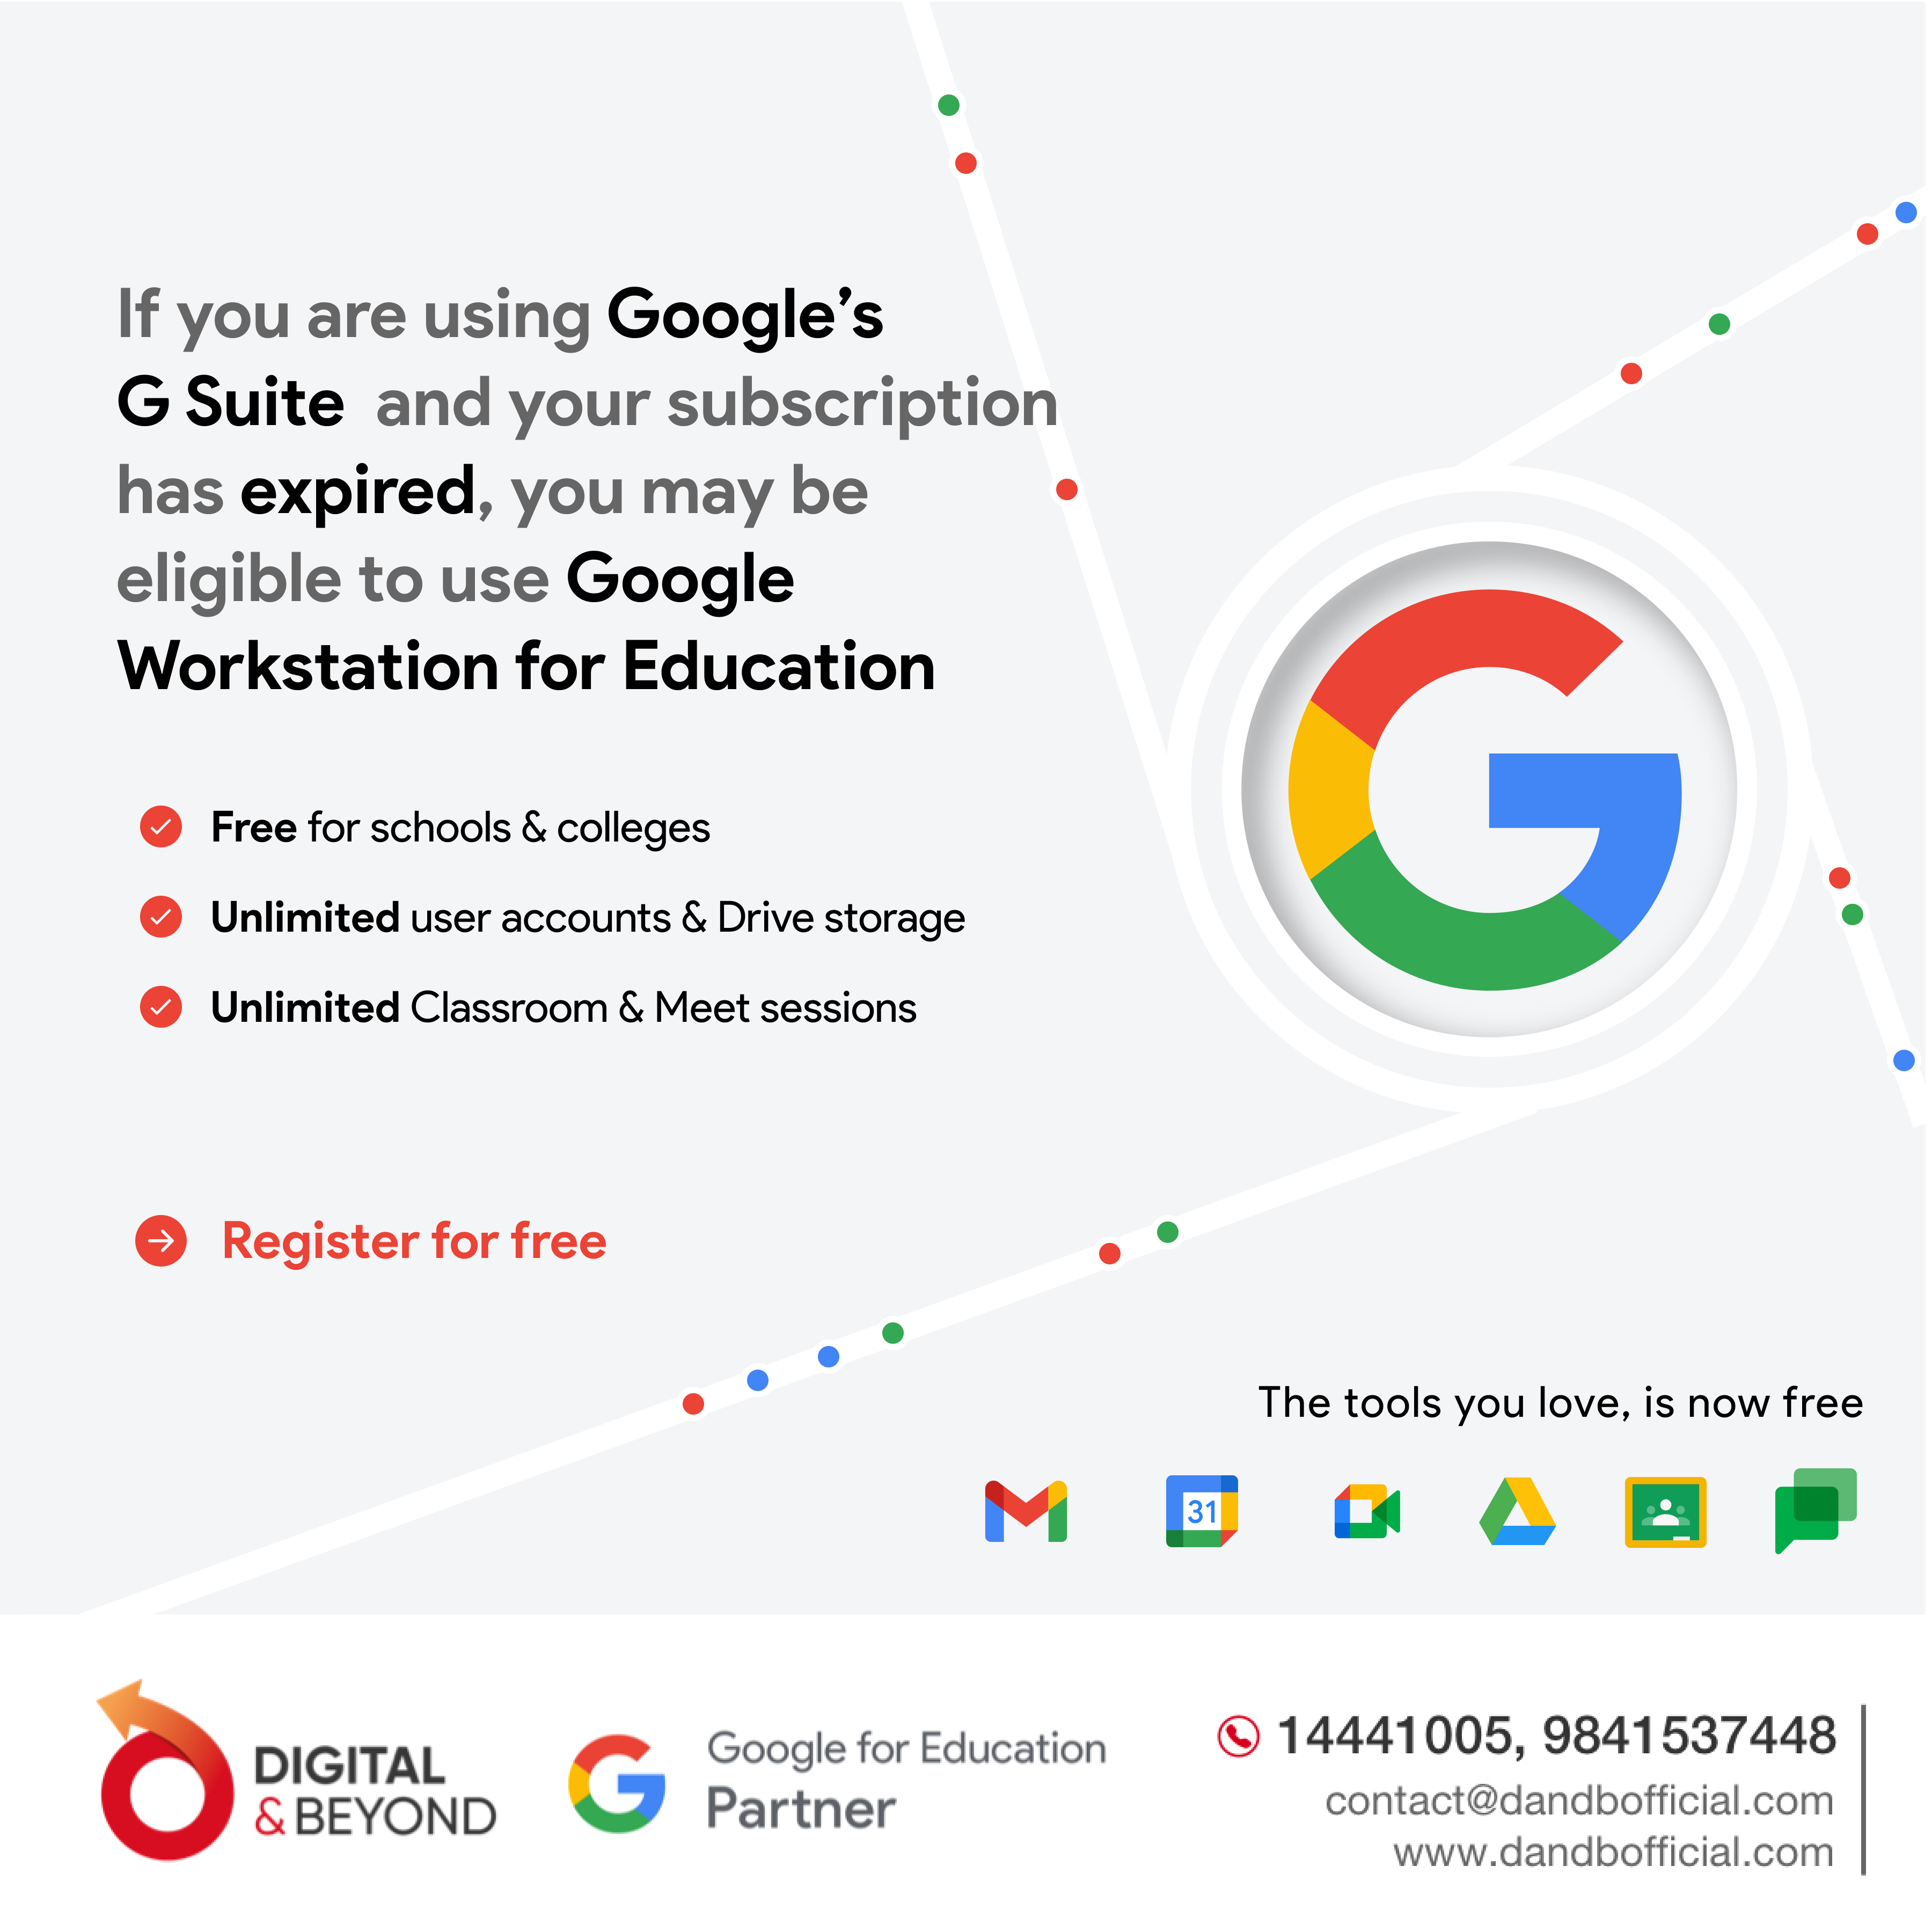 If you are using Google’s
G Suite and your subscription
has expired, you may be
eligible to use Google
Workstation for Education
Free for schools & colleges
Unlimited user accounts & Drive storage
Unlimited Classroom & Meet sessions
Register for free
The tools you love, is now free
31
DIGITAL
& BEYOND
Google for Education
Partner
14441005, 9841537448
contact@dandbofficial.com
www.dandbofficial.com